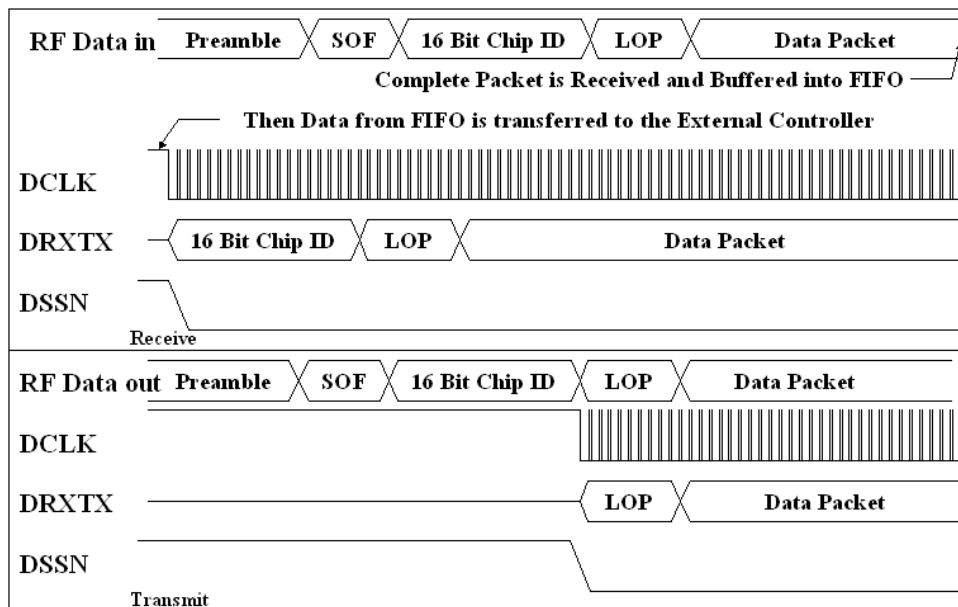 RF Data in Preamble SOF 16 Bit Chip ID LOP Data Packet
Complete Packet is Received and Buffered into FIFO
Then Data from FIFO is transferred to the External Controller
DCLK
DRXTX 16 Bit Chip ID LOP Data Packet
DSSN
Receive
RF Data out Preamble SOF 16 Bit Chip ID LOP Data Packet
DCLK
DRXTX LOP Data Packet
DSSN
Transmit